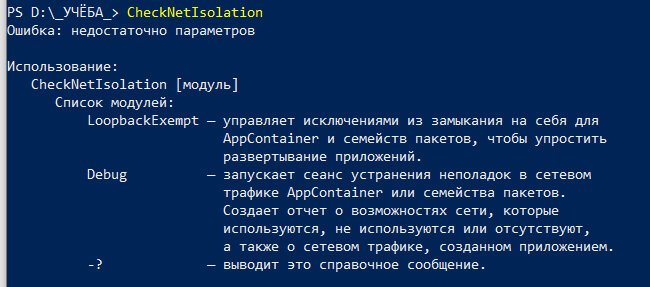 PS D:\_УЧЁБА_> CheckNetIsolation
Ошибка: недостаточно параметров
Использование:
CheckNetIsolation [модуль]
Список модулей:
LoopbackExempt — управляет исключениями из замыкания на себя для
AppContainer и семейств пакетов, чтобы упростить
развертывание приложений.
Debug — запускает сеанс устранения неполадок в сетевом
трафике AppContainer или семейства пакетов.
Создает отчет о возможностях сети, которые
используются, не используются или отсутствуют,
а также о сетевом трафике, созданном приложением.
-? — выводит это справочное сообщение.